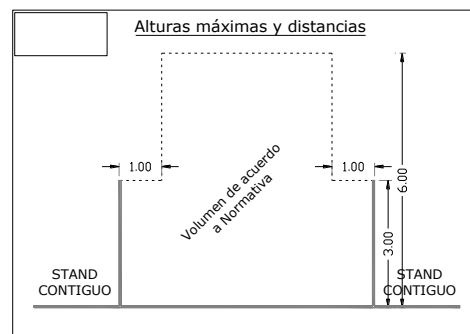 Alturas máximas y distancias
1.00
1.00
6.00
Volumen de acuerdo
a Normativa
3.00
STAND
CONTIGUO
STAND
CONTIGUO